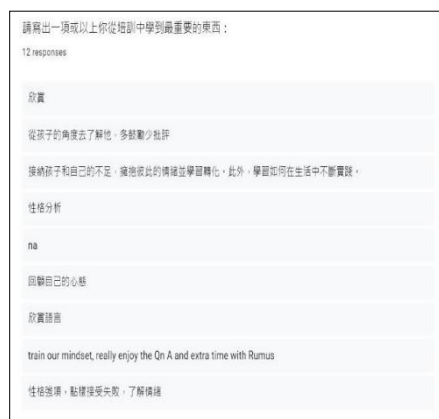 請寫出一項或以上你從培訓中學到最重要的東西：
12 responses
欣賞
從孩子的角度去了解他，多鼓勵少批評
接納孩子和自己的不足，擁抱彼此的情緒並學習轉化。此外，學習如何在生活中不斷實踐。
性格分析
na
回顧自己的心態
欣賞語言
train our mindset, really enjoy the Qn A and extra time with Rumus
性格強項，點樣接受失敗，了解情緒